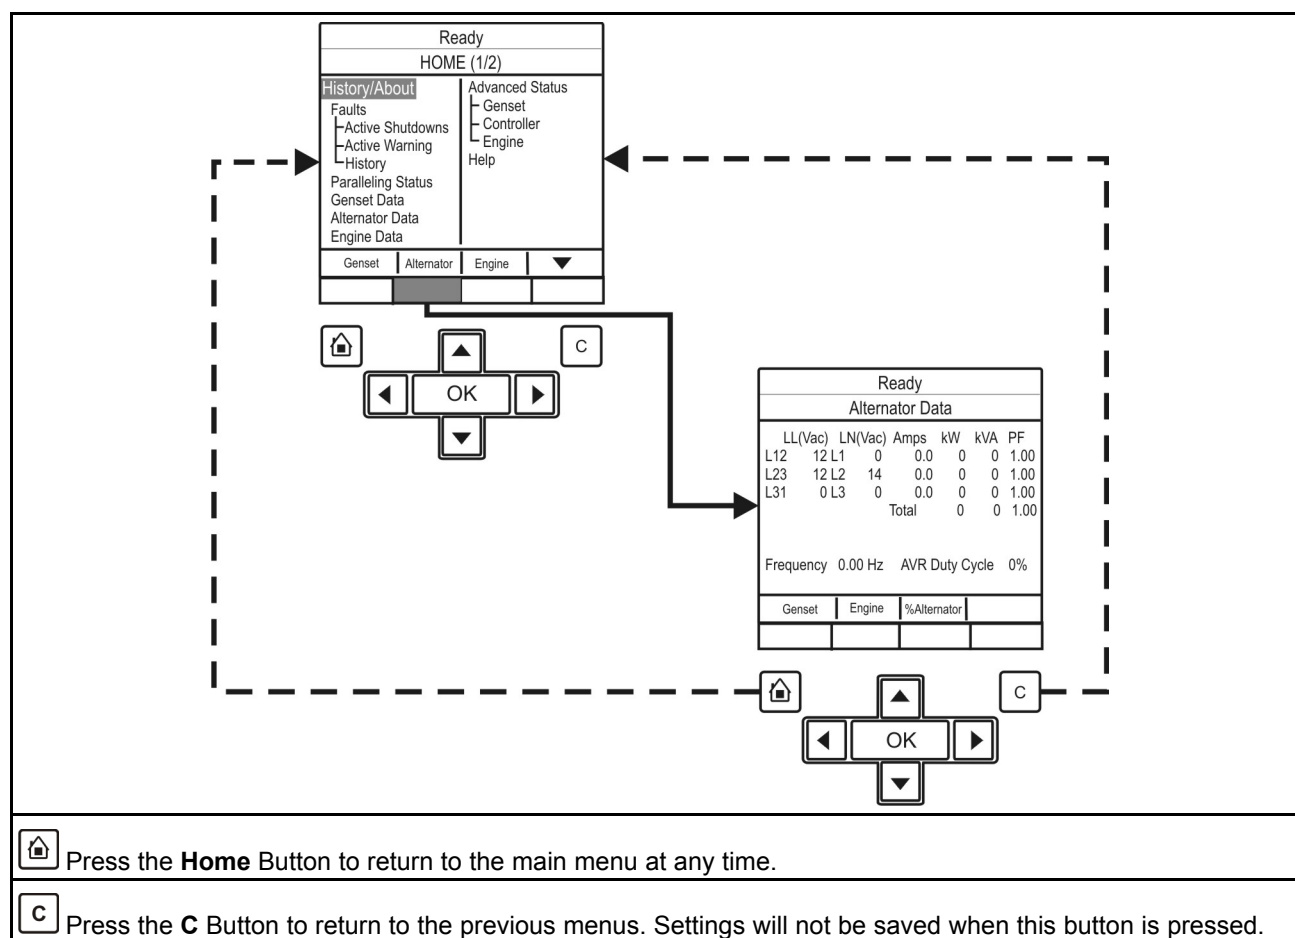 Ready
HOME (1/2)
History/About
Faults
Active Shutdowns
Active Warning
History
Paralleling Status
Genset Data
Alternator Data
Engine Data
Advanced Status
Genset
Controller
Engine
Help
Genset Alternator Engine
C
OK
Ready
Alternator Data
LL(Vac) LN(Vac) Amps kW kVA PF
L12 12 L1 0 0.0 0 0 1.00
L23 12 L2 14 0.0 0 0 1.00
L31 0 L3 0 0.0 0 0 1.00
Total 0 0 1.00
Frequency 0.00 Hz AVR Duty Cycle 0%
Genset Engine %Alternator
C
OK
Press the Home Button to return to the main menu at any time.
C Press the C Button to return to the previous menus. Settings will not be saved when this button is pressed.